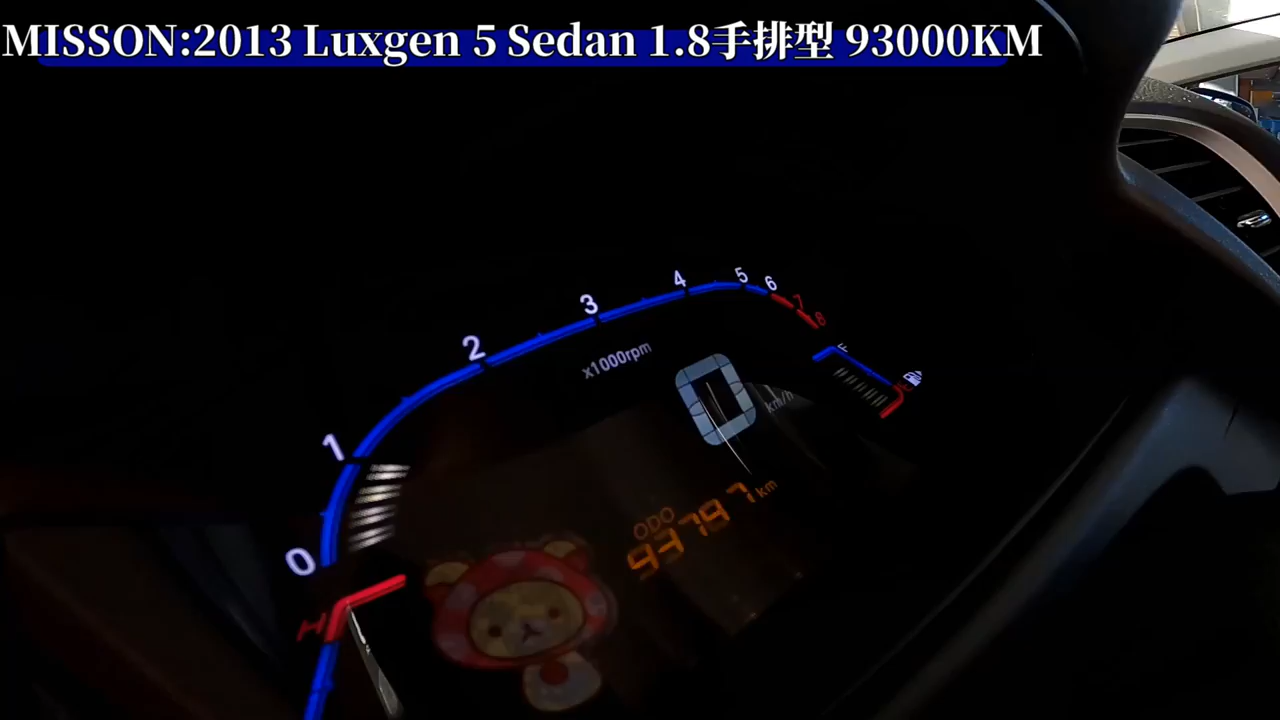 MISSON:2013 Luxgen 5 Sedan 1.8手排型 93000KM
0 1 2 3 4 5 6 7 8
x1000rpm
0 km/h
F
ODO
93797 km
H